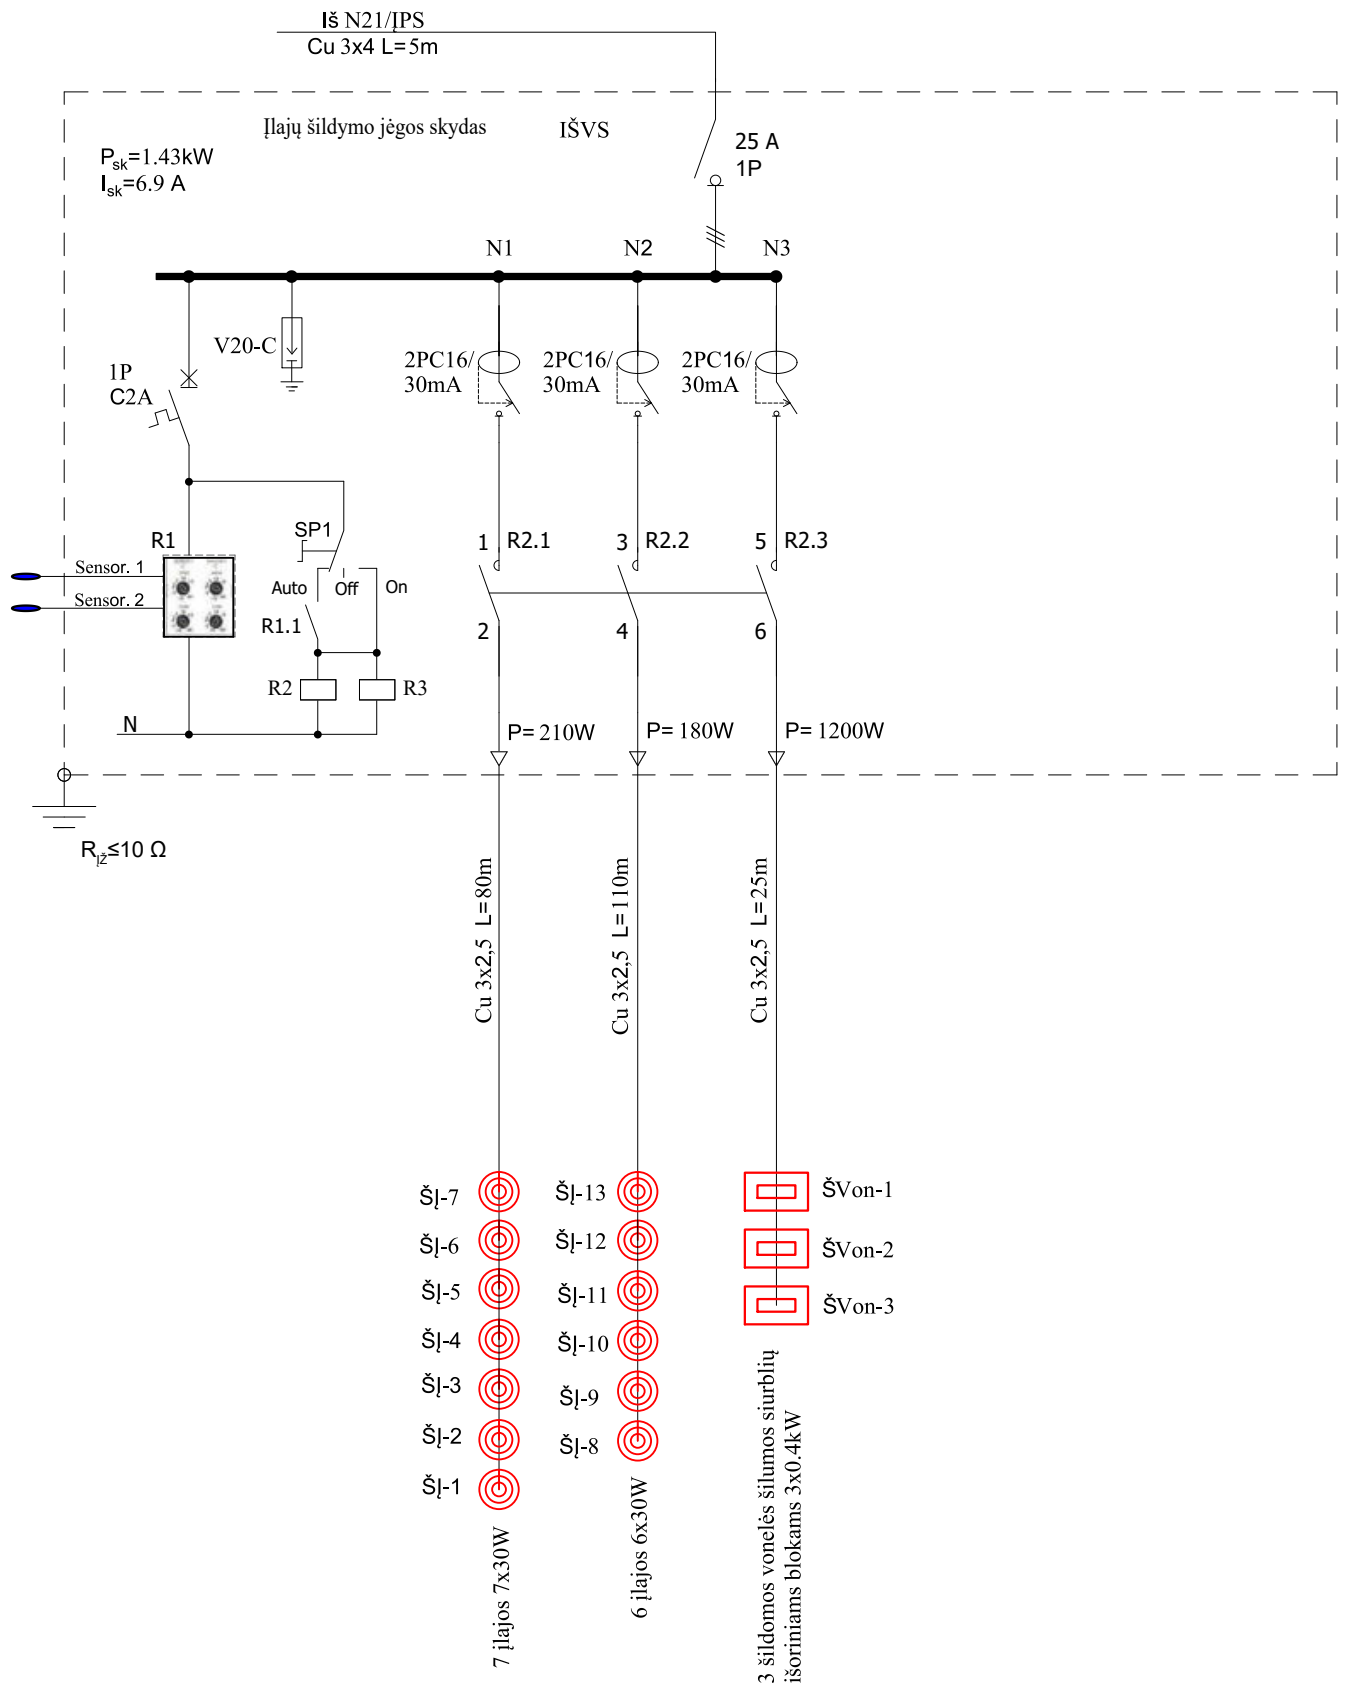 Iš N21/ĮPS
Cu 3x4 L=5m
Įlajų šildymo jėgos skydas
IŠVS
25 A
1P
Psk=1.43kW
Isk=6.9 A
N1
N2
N3
V20-C
2PC16/
30mA
2PC16/
30mA
2PC16/
30mA
1P
C2A
SP1
R1
1
R2.1
3
R2.2
5
R2.3
Sensor. 1
Sensor. 2
Auto
Off
On
R1.1
2
4
6
R2
R3
N
P= 210W
P= 180W
P= 1200W
RĮŽ≤10 Ω
Cu 3x2,5 L=80m
Cu 3x2,5 L=110m
Cu 3x2,5 L=25m
ŠĮ-7
ŠĮ-6
ŠĮ-5
ŠĮ-4
ŠĮ-3
ŠĮ-2
ŠĮ-1
ŠĮ-13
ŠĮ-12
ŠĮ-11
ŠĮ-10
ŠĮ-9
ŠĮ-8
ŠVon-1
ŠVon-2
ŠVon-3
7 įlajos 7x30W
6 įlajos 6x30W
3 šildomos vonelės šilumos siurblių
išoriniams blokams 3x0.4kW